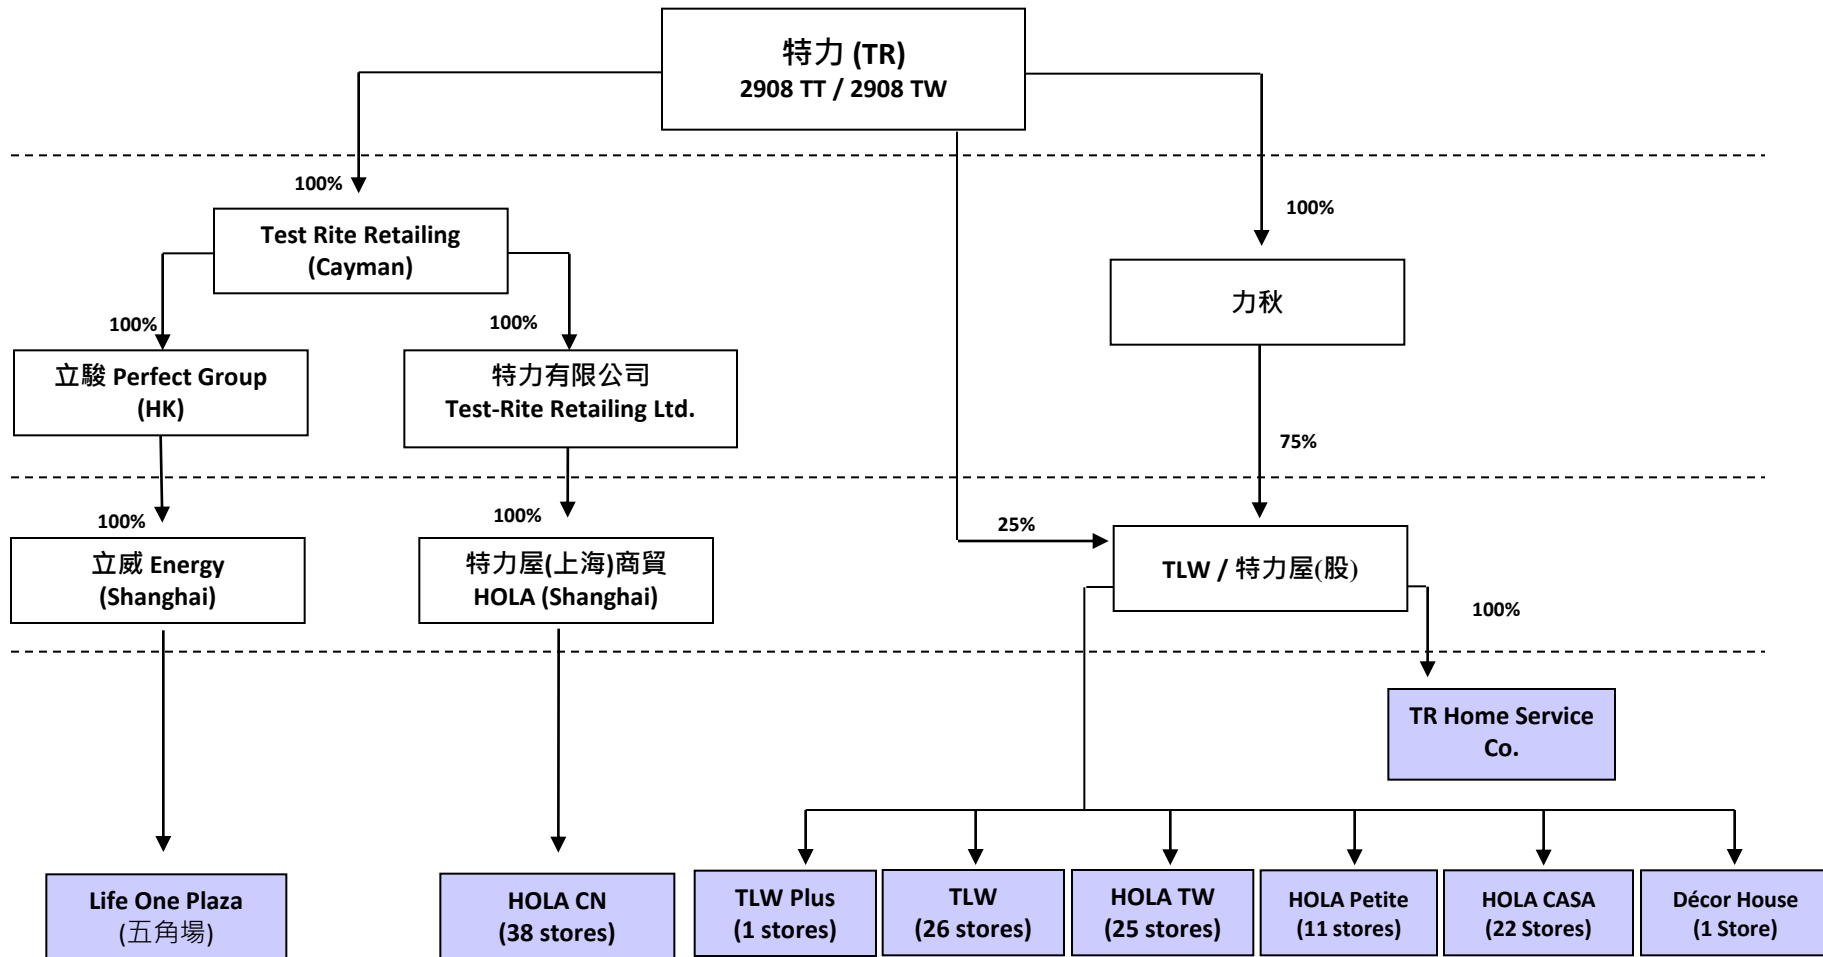 特力 (TR)
2908 TT / 2908 TW
100%
100%
Test Rite Retailing
(Cayman)
力秋
100%
100%
立駿 Perfect Group
(HK)
特力有限公司
Test-Rite Retailing Ltd.
75%
100%
100%
25%
立威 Energy
(Shanghai)
特力屋(上海)商貿
HOLA (Shanghai)
TLW / 特力屋(股)
100%
TR Home Service
Co.
Life One Plaza
(五角場)
HOLA CN
(38 stores)
TLW Plus
(1 stores)
TLW
(26 stores)
HOLA TW
(25 stores)
HOLA Petite
(11 stores)
HOLA CASA
(22 Stores)
Décor House
(1 Store)